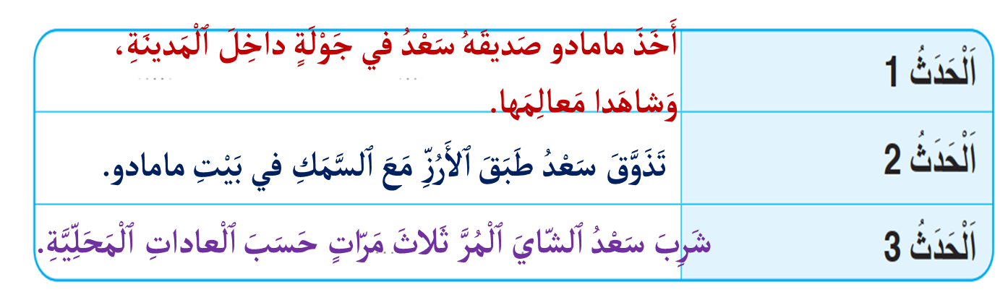 اَلْحَدَثُ 1
أَخَذَ مامادو صَديقَهُ سَعْدُ في جَوْلَةٍ داخِلَ ٱلْمَدينَةِ،
وَشاهَدا مَعالِمَها.
اَلْحَدَثُ 2
تَذَوَّقَ سَعْدُ طَبَقَ ٱلأَرُزِّ مَعَ ٱلسَّمَكِ في بَيْتِ مامادو.
اَلْحَدَثُ 3
شَرِبَ سَعْدُ ٱلشّايَ ٱلْمُرَّ ثَلاثَ مَرّاتٍ حَسَبَ ٱلْعاداتِ ٱلْمَحَلِّيَّةِ.